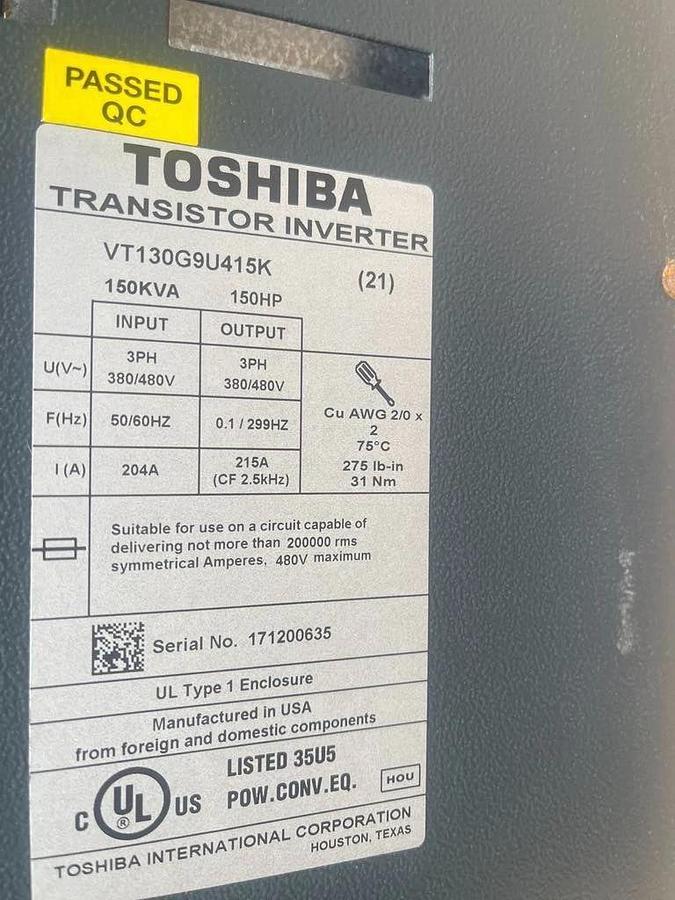 PASSED
QC
TOSHIBA
TRANSISTOR INVERTER
VT130G9U415K (21)
150KVA 150HP
INPUT OUTPUT
U(V~) 3PH 380/480V 3PH 380/480V
F(Hz) 50/60HZ 0.1 / 299HZ
I (A) 204A 215A (CF 2.5kHz)
Cu AWG 2/0 x
2
75°C
275 lb-in
31 Nm
Suitable for use on a circuit capable of
delivering not more than 200000 rms
symmetrical Amperes, 480V maximum
Serial No. 171200635
UL Type 1 Enclosure
Manufactured in USA
from foreign and domestic components
C UL ® US
LISTED 35U5
POW.CONV.EQ.
HOU
TOSHIBA INTERNATIONAL CORPORATION
HOUSTON, TEXAS